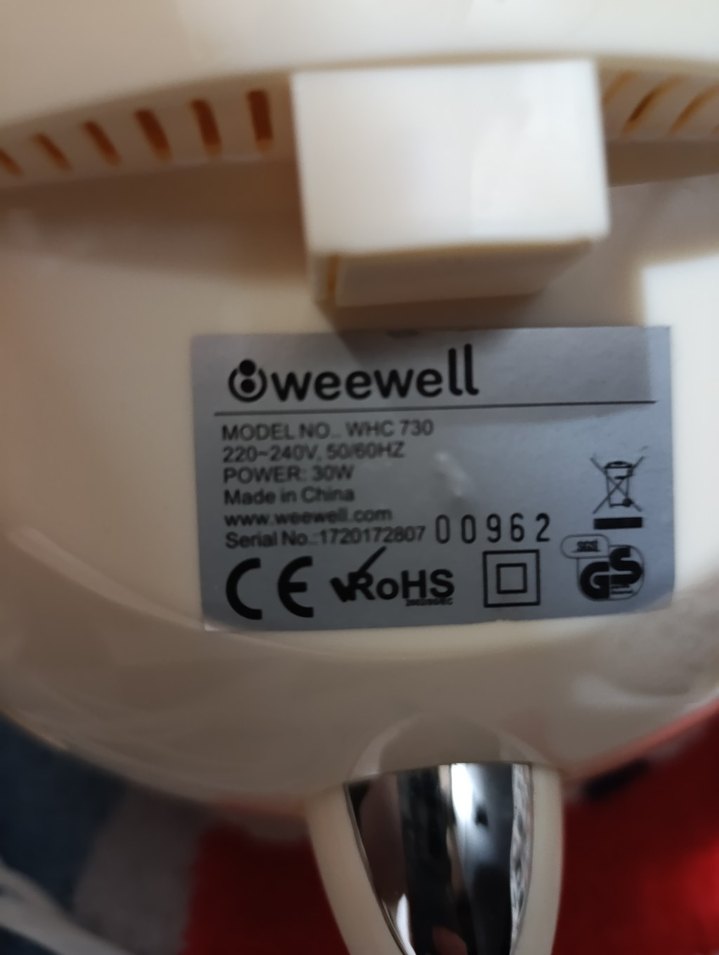 weewell
MODEL NO.. WHC 730
220~240V, 50/60HZ
POWER: 30W
Made in China
www.weewell.com
Serial No.:1720172807 00962
CE RoHS GS